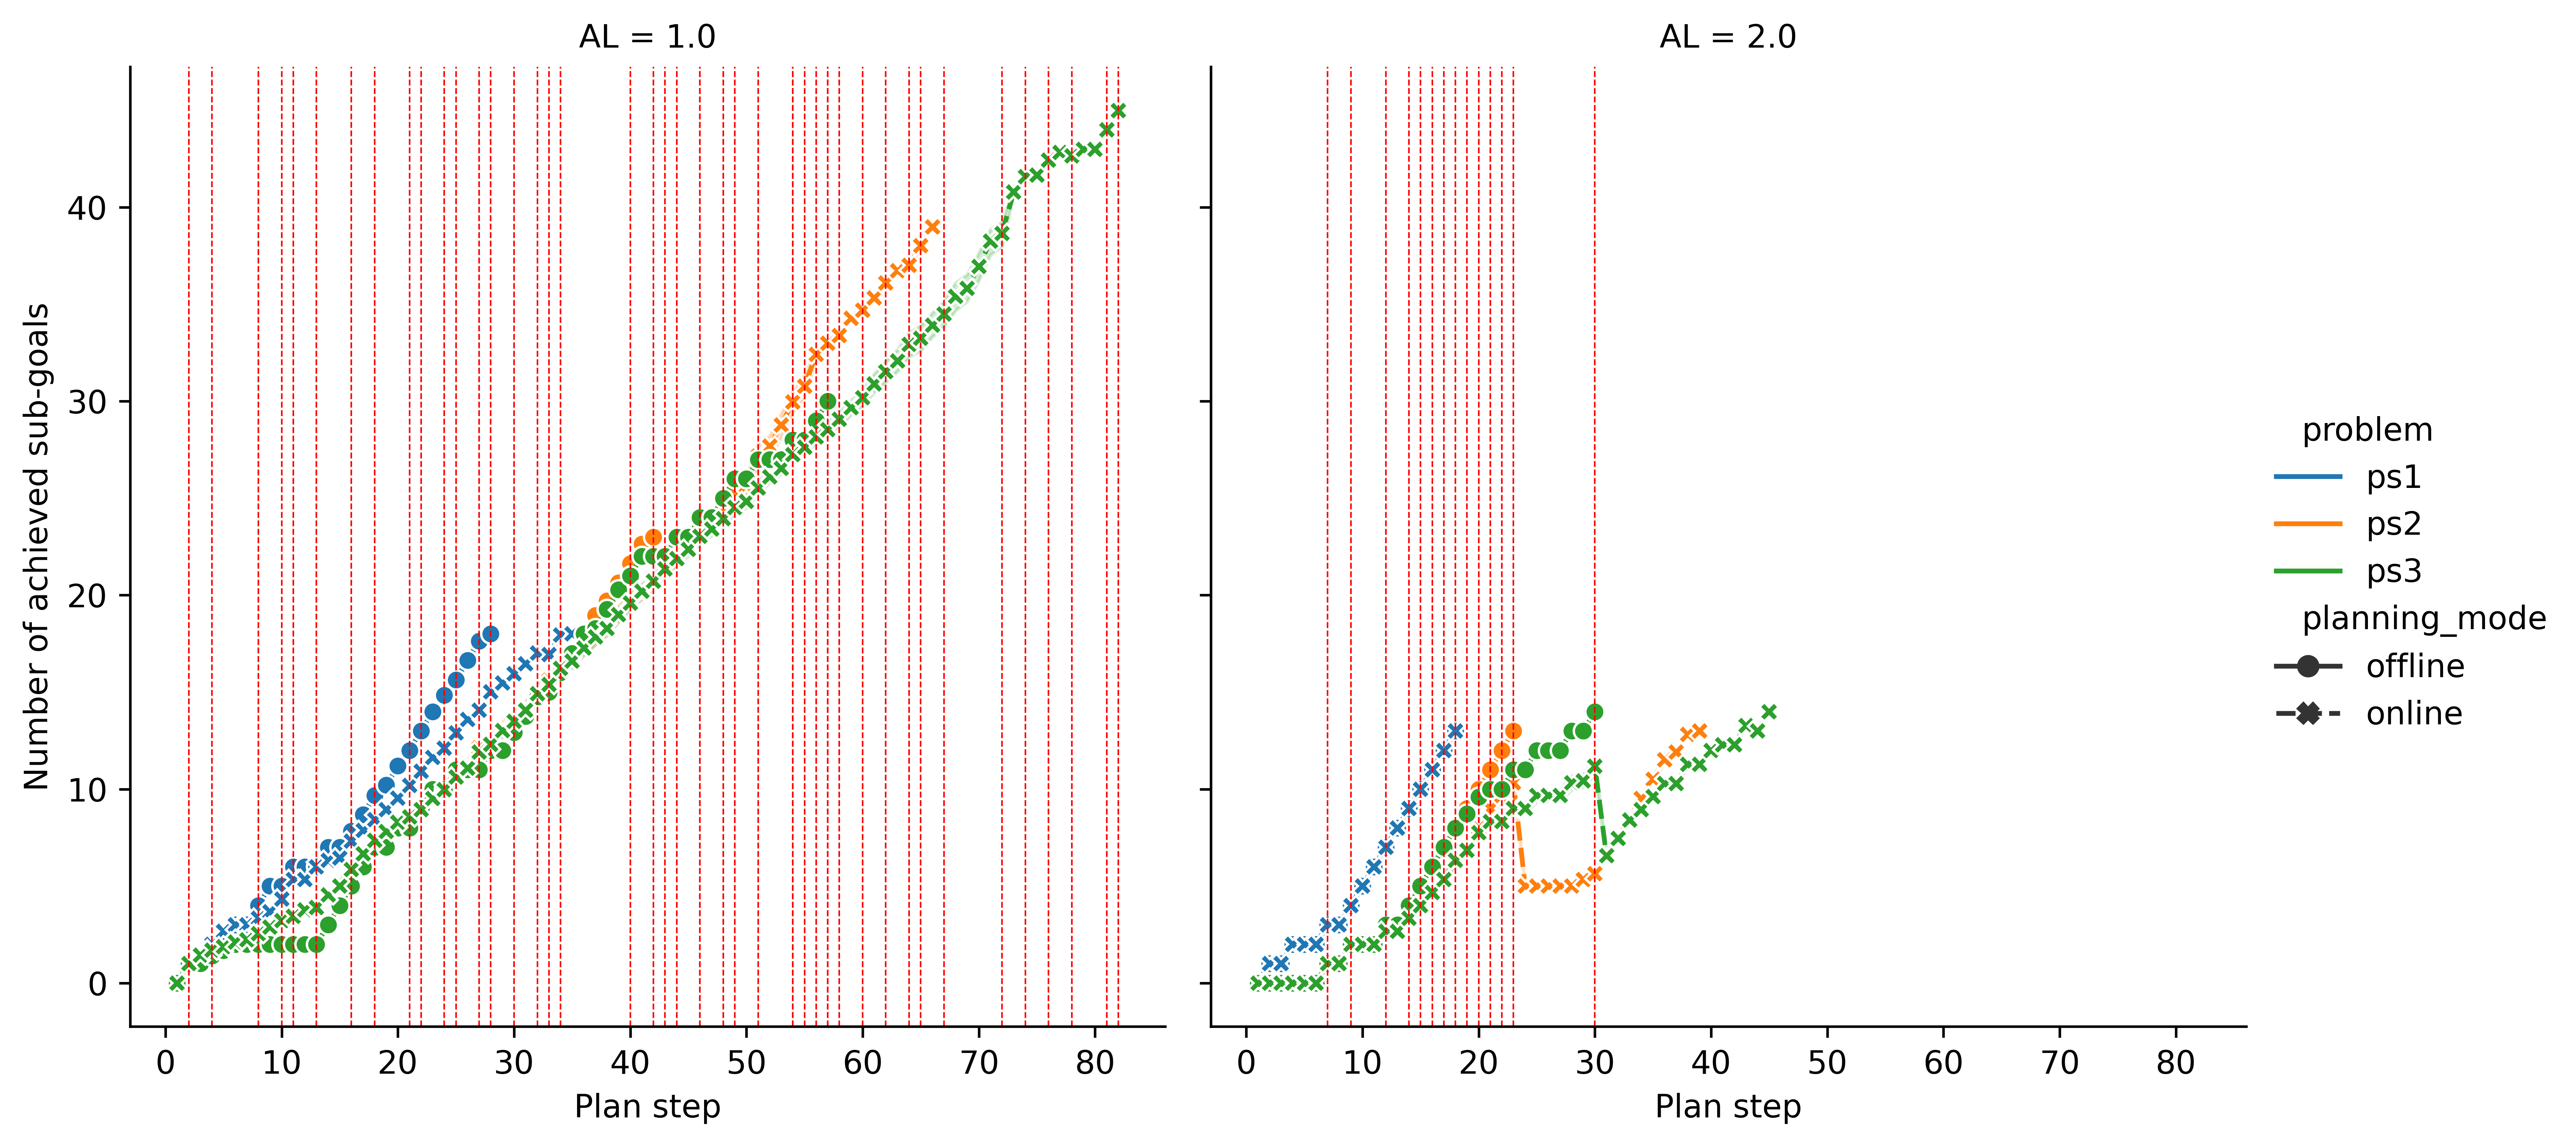 AL = 1.0
AL = 2.0
Number of achieved sub-goals
40
30
20
10
0
0 10 20 30 40 50 60 70 80
Plan step
0 10 20 30 40 50 60 70 80
Plan step
problem
ps1
ps2
ps3
planning_mode
offline
online